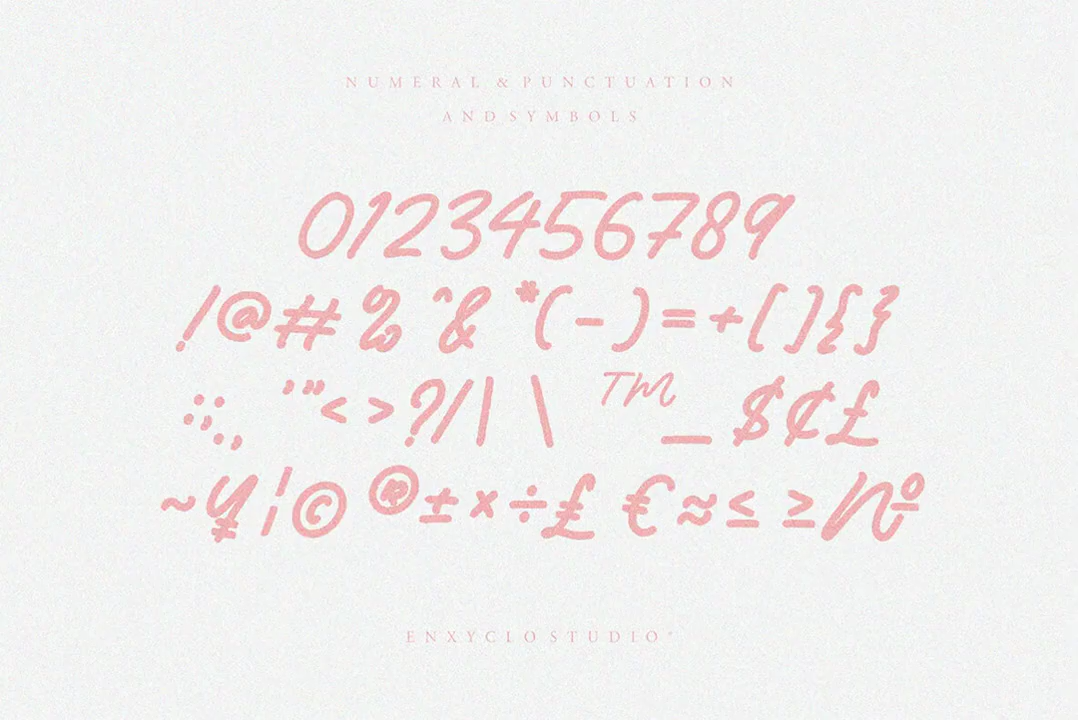 NUMERAL & PUNCTUATION
AND SYMBOLS
0123456789
!@#%^&*(-)=+[]{}
:;.,'"<>?/|\™_$¢£
~¥¦©®±×÷₤€≈≤≥№
ENXYCLO STUDIO®